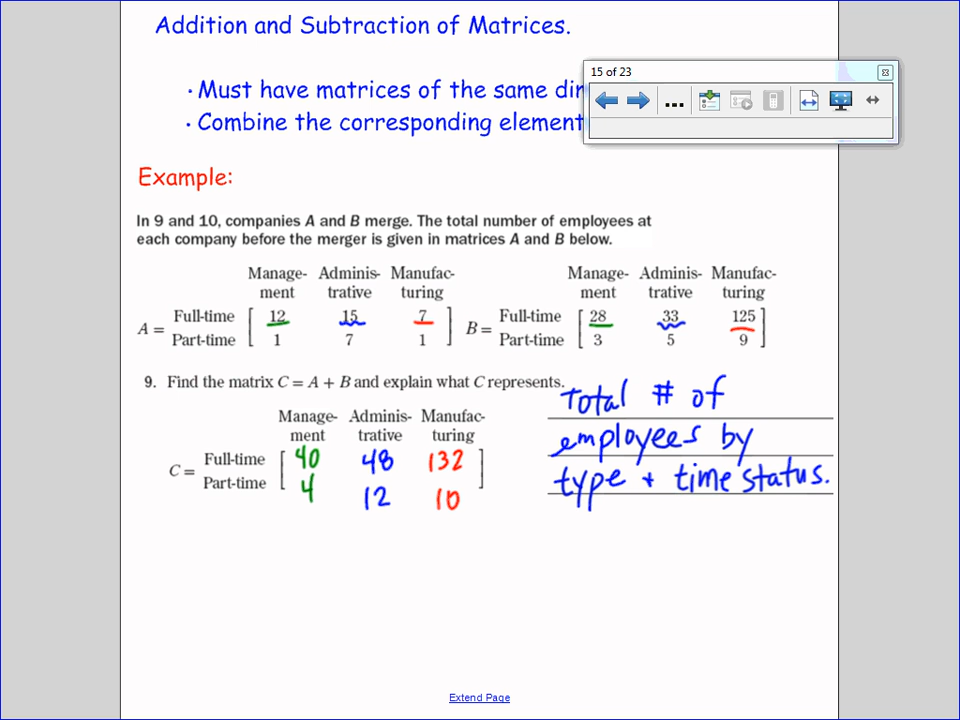 Addition and Subtraction of Matrices.
15 of 23
• Must have matrices of the same
• Combine the corresponding element
Example:
In 9 and 10, companies A and B merge. The total number of employees at
each company before the merger is given in matrices A and B below.
Manage- Adminis- Manufac- Manage- Adminis- Manufac-
ment trative turing ment trative turing
Full-time 12 15 7 Full-time 28 33 125
A = B =
Part-time 1 7 1 Part-time 3 5 9
9. Find the matrix C = A + B and explain what C represents.
Total # of
Manage- Adminis- Manufac-
ment trative turing
employees by
Full-time 40 48 132
C =
Part-time 4 12 10
type + time status.
Extend Page